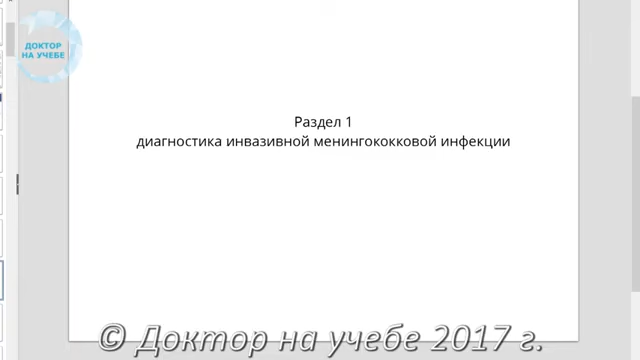 ДОКТОР
НА УЧЕБЕ
Раздел 1
диагностика инвазивной менингококковой инфекции
© Доктор на учебе 2017 г.